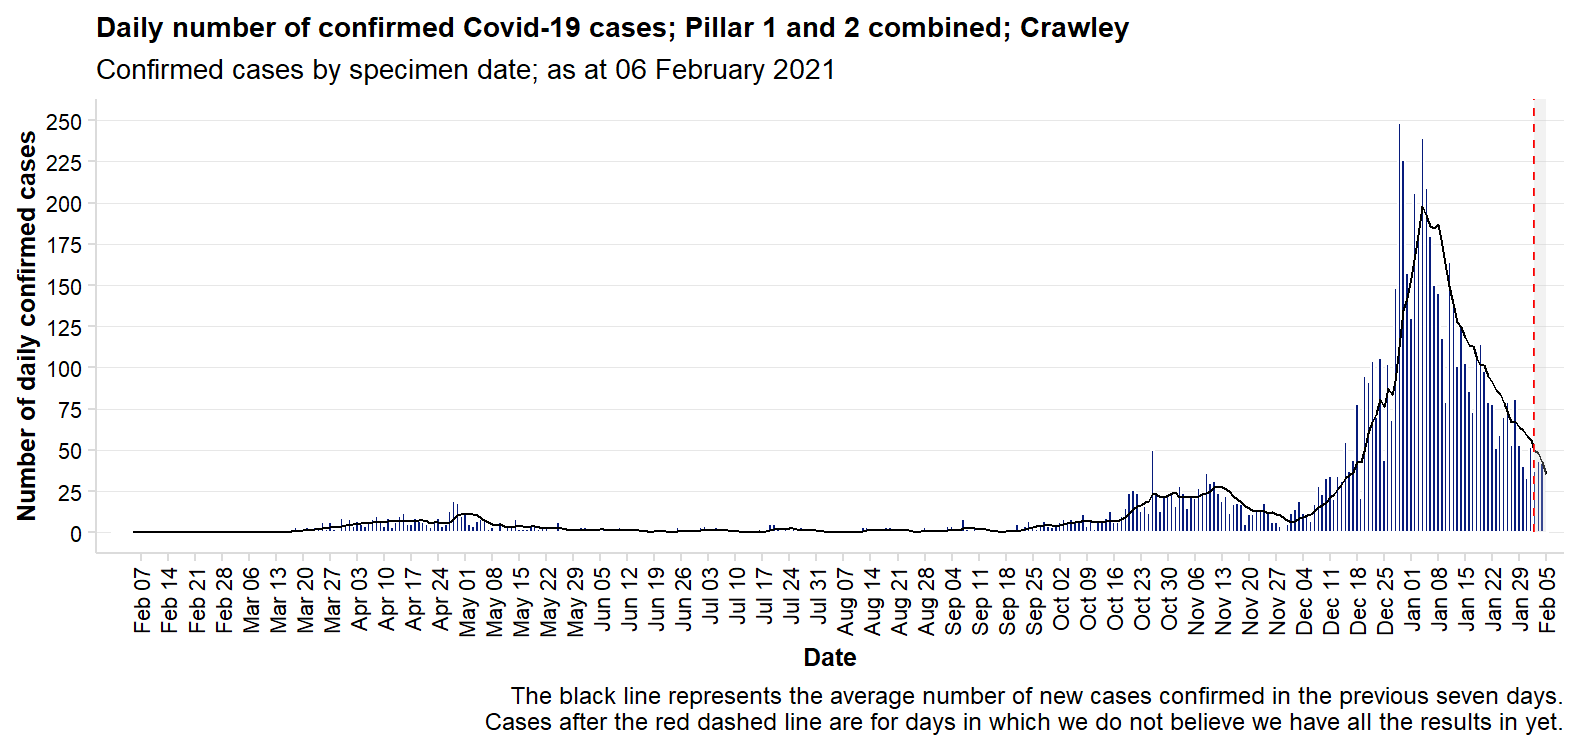 Daily number of confirmed Covid-19 cases; Pillar 1 and 2 combined; Crawley
Confirmed cases by specimen date; as at 06 February 2021
Number of daily confirmed cases
250
225
200
175
150
125
100
75
50
25
0
Feb 07
Feb 14
Feb 21
Feb 28
Mar 06
Mar 13
Mar 20
Mar 27
Apr 03
Apr 10
Apr 17
Apr 24
May 01
May 08
May 15
May 22
May 29
Jun 05
Jun 12
Jun 19
Jun 26
Jul 03
Jul 10
Jul 17
Jul 24
Jul 31
Aug 07
Aug 14
Aug 21
Aug 28
Sep 04
Sep 11
Sep 18
Sep 25
Oct 02
Oct 09
Oct 16
Oct 23
Oct 30
Nov 06
Nov 13
Nov 20
Nov 27
Dec 04
Dec 11
Dec 18
Dec 25
Jan 01
Jan 08
Jan 15
Jan 22
Jan 29
Feb 05
Date
The black line represents the average number of new cases confirmed in the previous seven days.
Cases after the red dashed line are for days in which we do not believe we have all the results in yet.